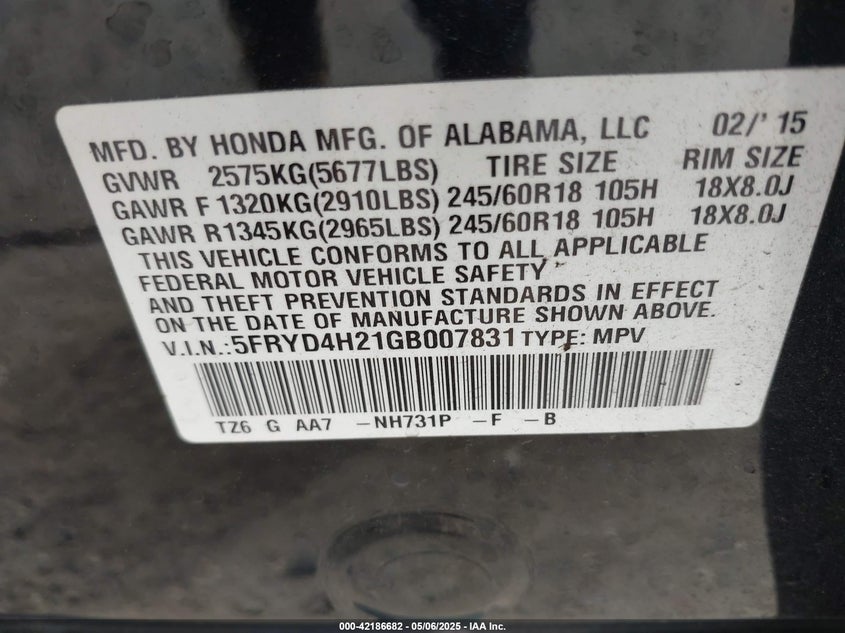 MFD. BY HONDA MFG. OF ALABAMA, LLC 02/' 15
GVWR 2575KG(5677LBS) TIRE SIZE RIM SIZE
GAWR F 1320KG(2910LBS) 245/60R18 105H 18X8.0J
GAWR R1345KG(2965LBS) 245/60R18 105H 18X8.0J
THIS VEHICLE CONFORMS TO ALL APPLICABLE
FEDERAL MOTOR VEHICLE SAFETY
AND THEFT PREVENTION STANDARDS IN EFFECT
ON THE DATE OF MANUFACTURE SHOWN ABOVE.
V.I.N.:5FRYD4H21GB007831 TYPE: MPV
TZ6 G AA7 -NH731P -F -B
000-42186682 - 05/06/2025 - IAA Inc.